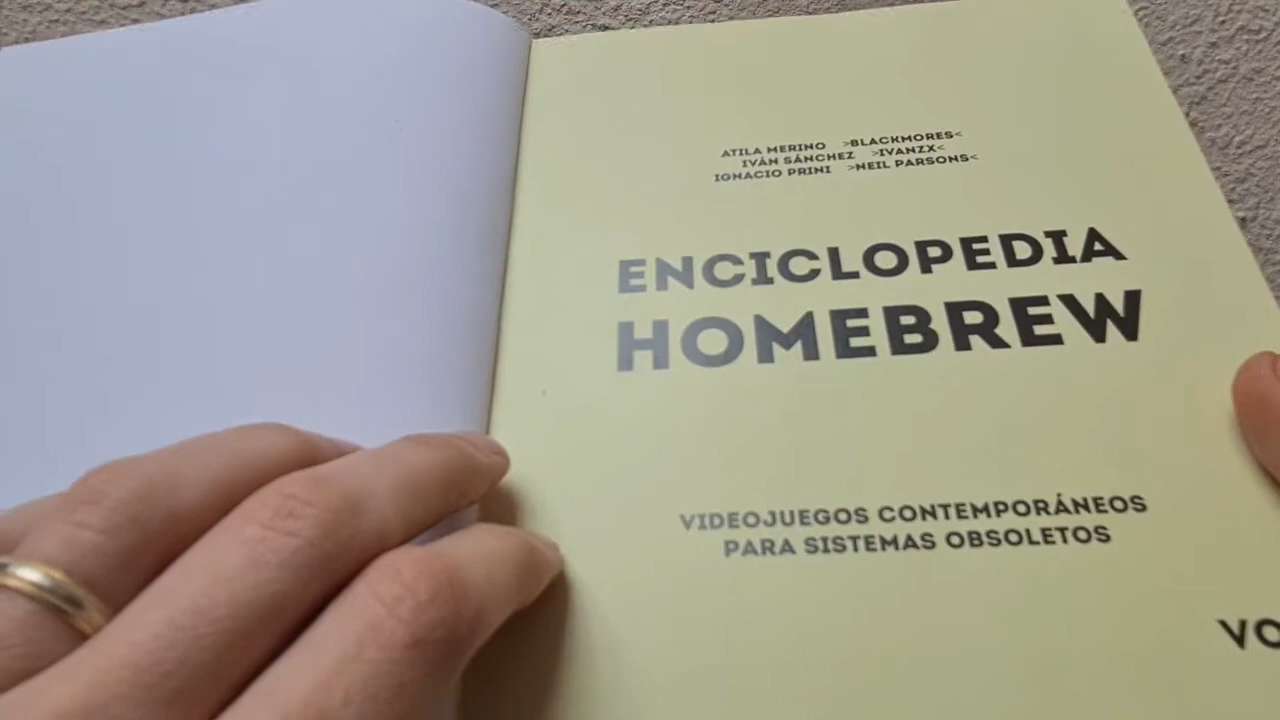 ATILA MERINO >BLACKMORES<
IVÁN SÁNCHEZ >IVANZX<
IGNACIO PRINI >NEIL PARSONS<
ENCICLOPEDIA
HOMEBREW
VIDEOJUEGOS CONTEMPORÁNEOS
PARA SISTEMAS OBSOLETOS